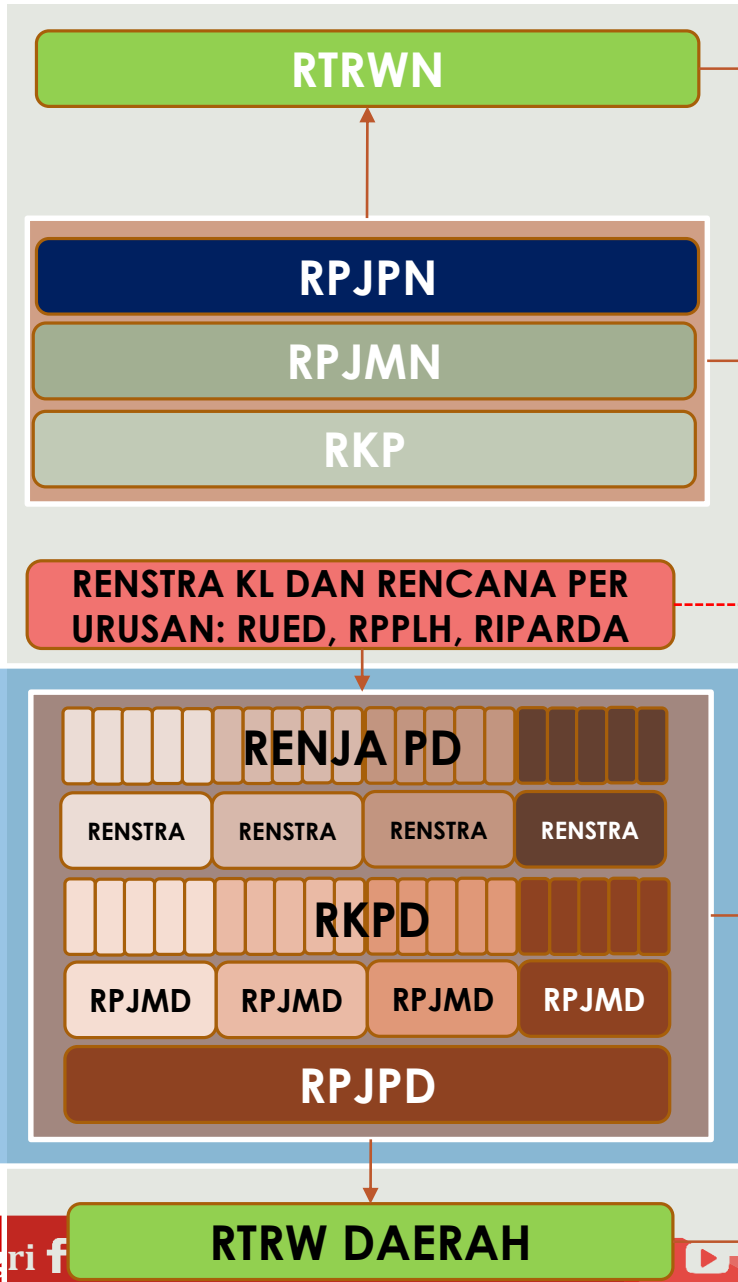 RTRWN
RPJPN
RPJMN
RKP
RENSTRA KL DAN RENCANA PER
URUSAN: RUED, RPPLH, RIPARDA
RENJA PD
RENSTRA RENSTRA RENSTRA RENSTRA
RKPD
RPJMD RPJMD RPJMD RPJMD
RPJPD
RTRW DAERAH
ri f